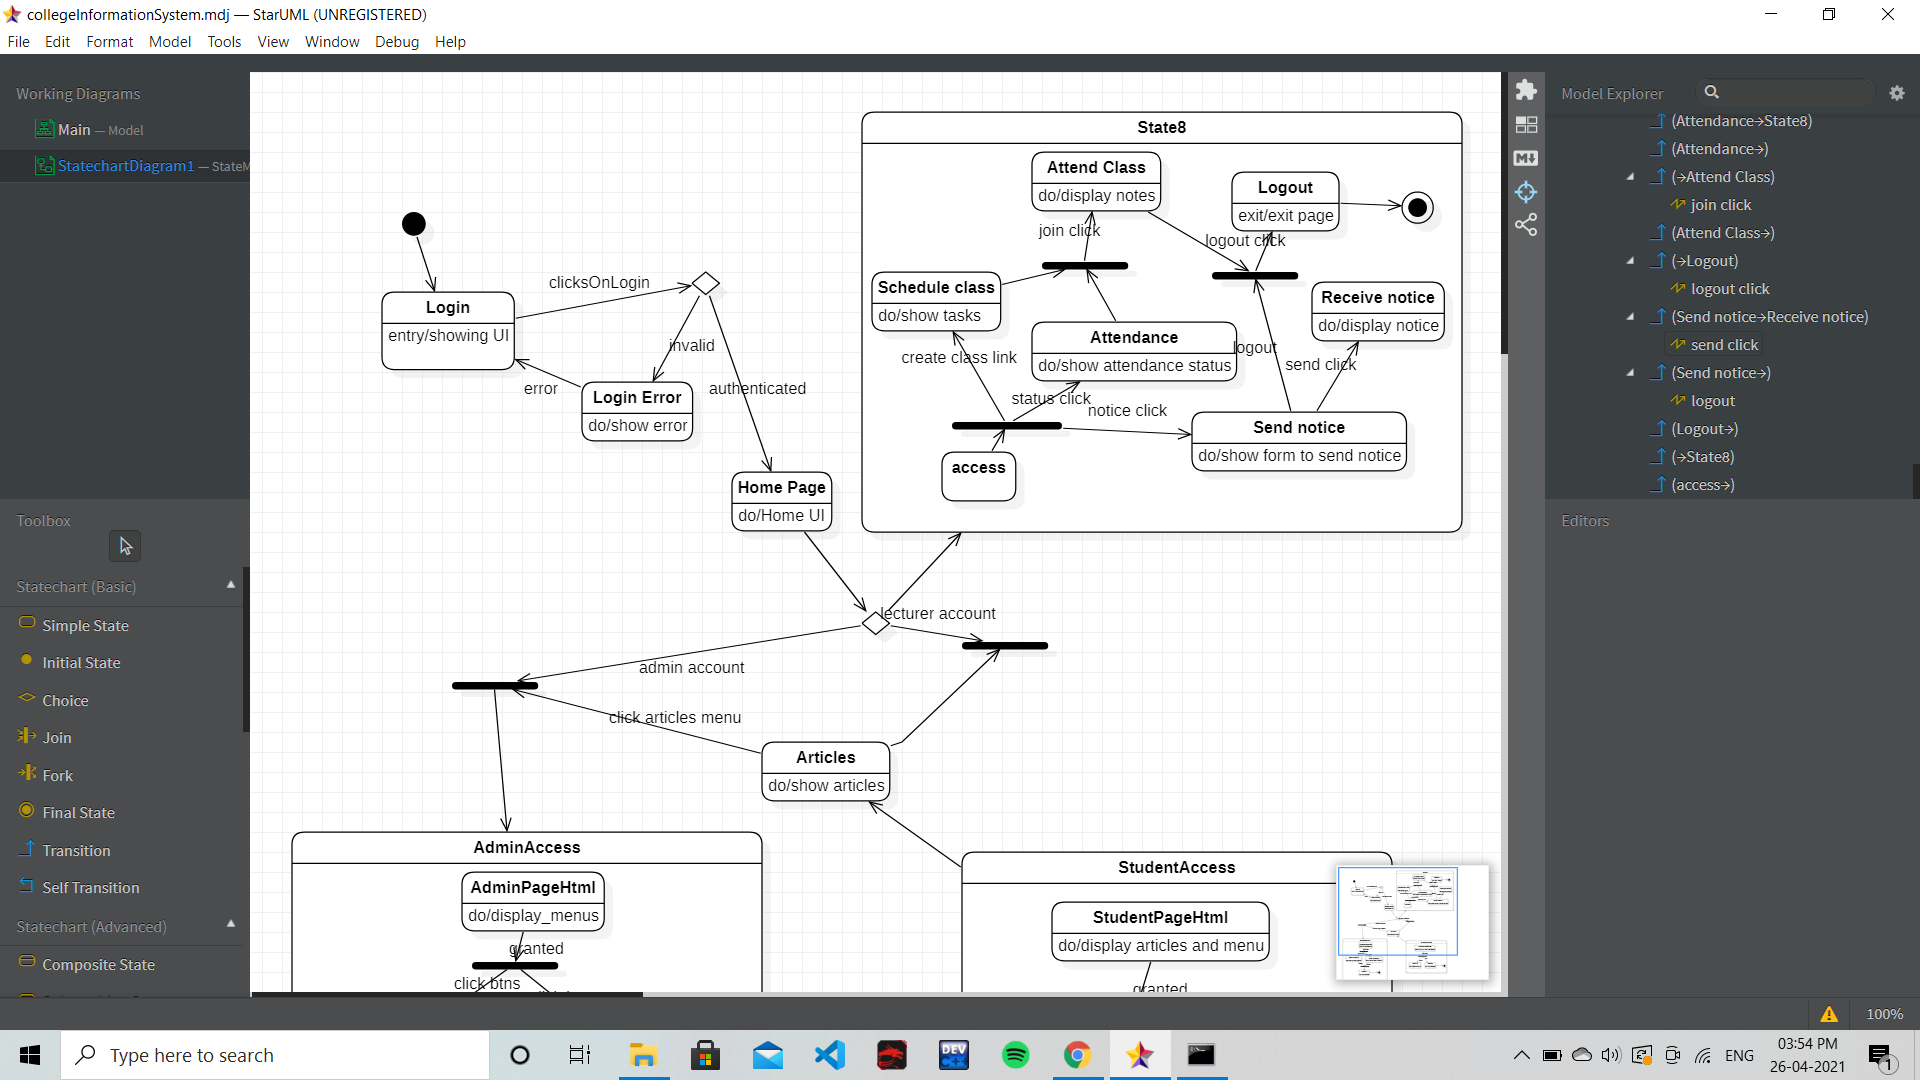 collegeInformationSystem.mdj — StarUML (UNREGISTERED)
File Edit Format Model Tools View Window Debug Help
Working Diagrams
Main — Model
StatechartDiagram1 — StateM
Toolbox
Statechart (Basic)
Simple State
Initial State
Choice
Join
Fork
Final State
Transition
Self Transition
Statechart (Advanced)
Composite State
State8
Attend Class
do/display notes
Logout
exit/exit page
join click
logout click
Schedule class
do/show tasks
Receive notice
do/display notice
Attendance
do/show attendance status
create class link
logout
send click
status click
notice click
Send notice
do/show form to send notice
access
clicksOnLogin
Login
entry/showing UI
invalid
error
authenticated
Login Error
do/show error
Home Page
do/Home UI
lecturer account
admin account
click articles menu
Articles
do/show articles
AdminAccess
AdminPageHtml
do/display_menus
granted
click btns
StudentAccess
StudentPageHtml
do/display articles and menu
granted
Model Explorer
(Attendance→State8)
(Attendance→)
(→Attend Class)
join click
(Attend Class→)
(→Logout)
logout click
(Send notice→Receive notice)
send click
(Send notice→)
logout
(Logout→)
(→State8)
(access→)
Editors
100%
Type here to search
DEV
ENG
03:54 PM
26-04-2021
1